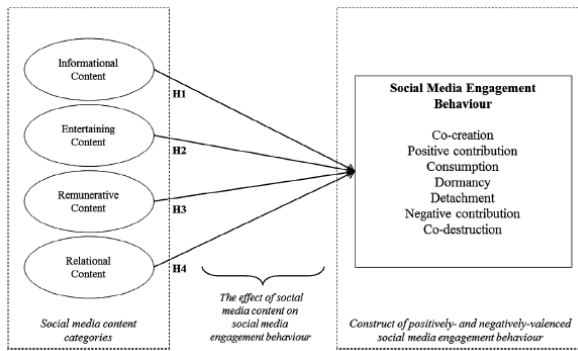 Informational
Content
H1
Entertaining
Content
H2
Remunerative
Content
H3
Relational
Content
H4
Social media content
categories
The effect of social
media content on
social media
engagement behaviour
Social Media Engagement
Behaviour
Co-creation
Positive contribution
Consumption
Dormancy
Detachment
Negative contribution
Co-destruction
Construct of positively- and negatively-valenced
social media engagement behaviour